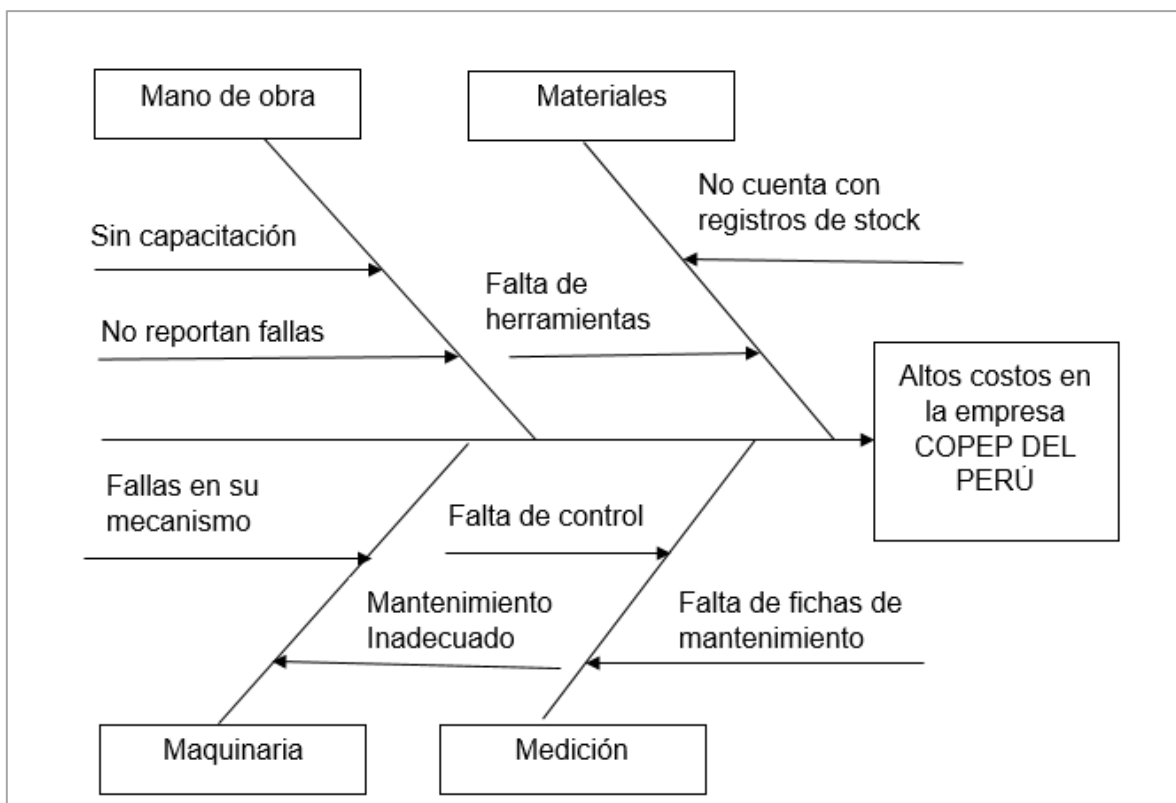 Mano de obra
Materiales
No cuenta con
registros de stock
Sin capacitación
Falta de
herramientas
No reportan fallas
Altos costos en
la empresa
COPEP DEL
PERÚ
Fallas en su
mecanismo
Falta de control
Mantenimiento
Inadecuado
Falta de fichas de
mantenimiento
Maquinaria
Medición